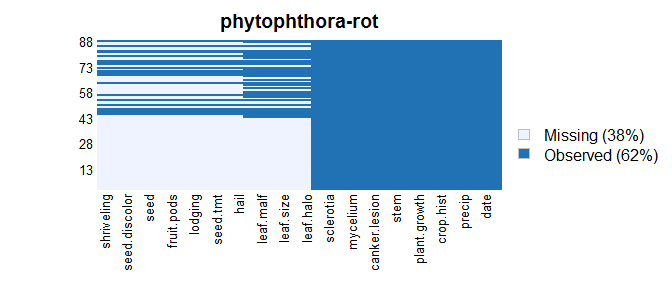 phytophthora-rot
88
73
58
43
28
13
Missing (38%)
Observed (62%)
shriveling
seed.discolor
seed
fruit.pods
lodging
seed.tmt
hail
leaf.malf
leaf.size
leaf.halo
sclerotia
mycelium
canker.lesion
stem
plant.growth
crop.hist
precip
date